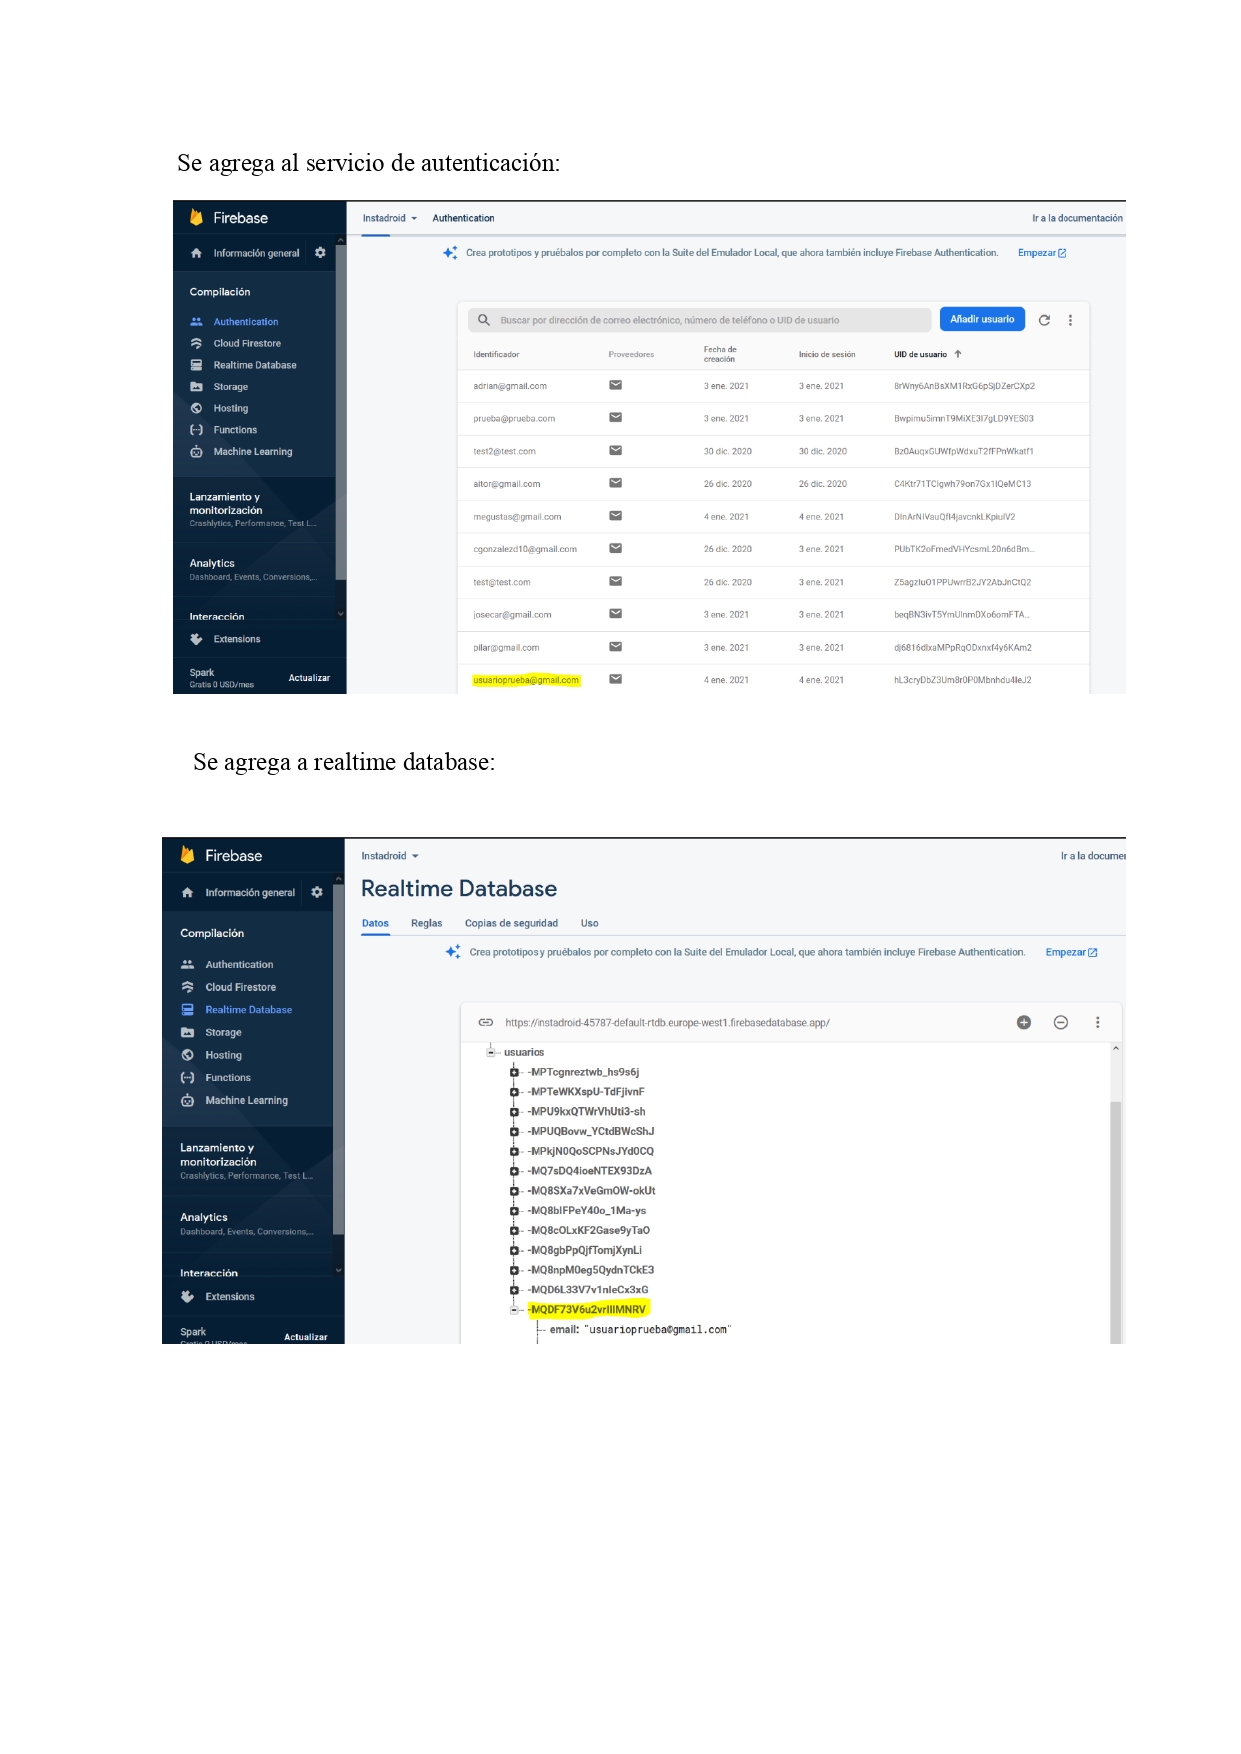 Se agrega al servicio de autenticación:
Firebase
Instadroid
Authentication
Ir a la documentación
Información general
Crea prototipos y pruébalos por completo con la Suite del Emulador Local, que ahora también incluye Firebase Authentication. Empezar
Compilación
Authentication
Cloud Firestore
Realtime Database
Storage
Hosting
Functions
Machine Learning
Lanzamiento y
monitorización
Crashlytics, Performance, Test L...
Analytics
Dashboard, Events, Conversions,...
Interacción
Extensions
Spark
Gratis 0 USD/mes
Actualizar
Buscar por dirección de correo electrónico, número de teléfono o UID de usuario
Añadir usuario
Identificador Proveedores Fecha de creación Inicio de sesión UID de usuario
adrian@gmail.com 3 ene. 2021 3 ene. 2021
prueba@prueba.com 3 ene. 2021 3 ene. 2021
test2@test.com 30 dic. 2020 30 dic. 2020
aitor@gmail.com 26 dic. 2020 26 dic. 2020
megustas@gmail.com 4 ene. 2021 4 ene. 2021
cgonzalezd10@gmail.com 26 dic. 2020 3 ene. 2021
test@test.com 26 dic. 2020 3 ene. 2021
josecar@gmail.com 3 ene. 2021 3 ene. 2021
pilar@gmail.com 3 ene. 2021 3 ene. 2021
usuarioprueba@gmail.com 4 ene. 2021 4 ene. 2021
Se agrega a realtime database:
Firebase
Instadroid
Ir a la docume
Información general
Realtime Database
Datos Reglas Copias de seguridad Uso
Crea prototipos y pruébalos por completo con la Suite del Emulador Local, que ahora también incluye Firebase Authentication. Empezar
Compilación
Authentication
Cloud Firestore
Realtime Database
Storage
Hosting
Functions
Machine Learning
Lanzamiento y
monitorización
Crashlytics, Performance, Test L...
Analytics
Dashboard, Events, Conversions,...
Interacción
Extensions
Spark
Gratis 0 USD/mes
Actualizar
https://instadroid-45787-default-rtdb.europe-west1.firebasedatabase.app/
usuarios
-MPTcgnreztwb_hs9s6j
-MPTeWKXspU-TdFjivnF
-MPU9kxQTWrVhUti3-sh
-MPUQBovw_YCtdBWcShJ
-MPkjN0QoSCPNsJYd0CQ
-MQ7sDQ4ioeNTEX93DzA
-MQ8SXa7xVeGmOW-okUt
-MQ8bIFPeY40o_1Ma-ys
-MQ8cOLxKF2Gase9yTaO
-MQ8gbPpQjfTomjXynLi
-MQ8npM0eg5QydnTCkE3
-MQD6L33V7v1nIeCx3xG
email: "usuarioprueba@gmail.com"